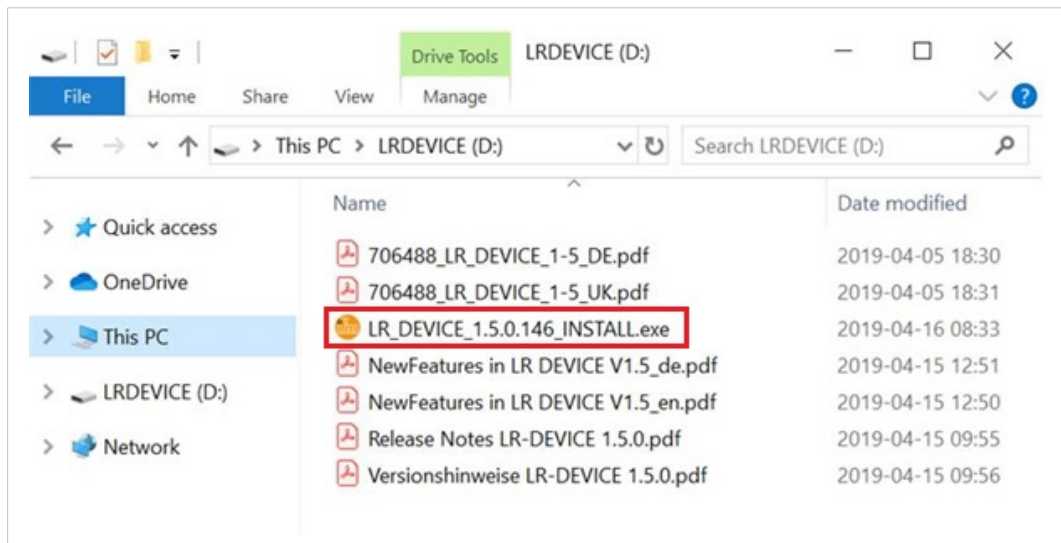 Drive Tools LRDEVICE (D:)
File Home Share View Manage
This PC > LRDEVICE (D:) Search LRDEVICE (D:)
Name Date modified
Quick access
OneDrive
This PC
LRDEVICE (D:)
Network
706488_LR_DEVICE_1-5_DE.pdf 2019-04-05 18:30
706488_LR_DEVICE_1-5_UK.pdf 2019-04-05 18:31
LR_DEVICE_1.5.0.146_INSTALL.exe 2019-04-16 08:33
NewFeatures in LR DEVICE V1.5_de.pdf 2019-04-15 12:51
NewFeatures in LR DEVICE V1.5_en.pdf 2019-04-15 12:50
Release Notes LR-DEVICE 1.5.0.pdf 2019-04-15 09:55
Versionshinweise LR-DEVICE 1.5.0.pdf 2019-04-15 09:56